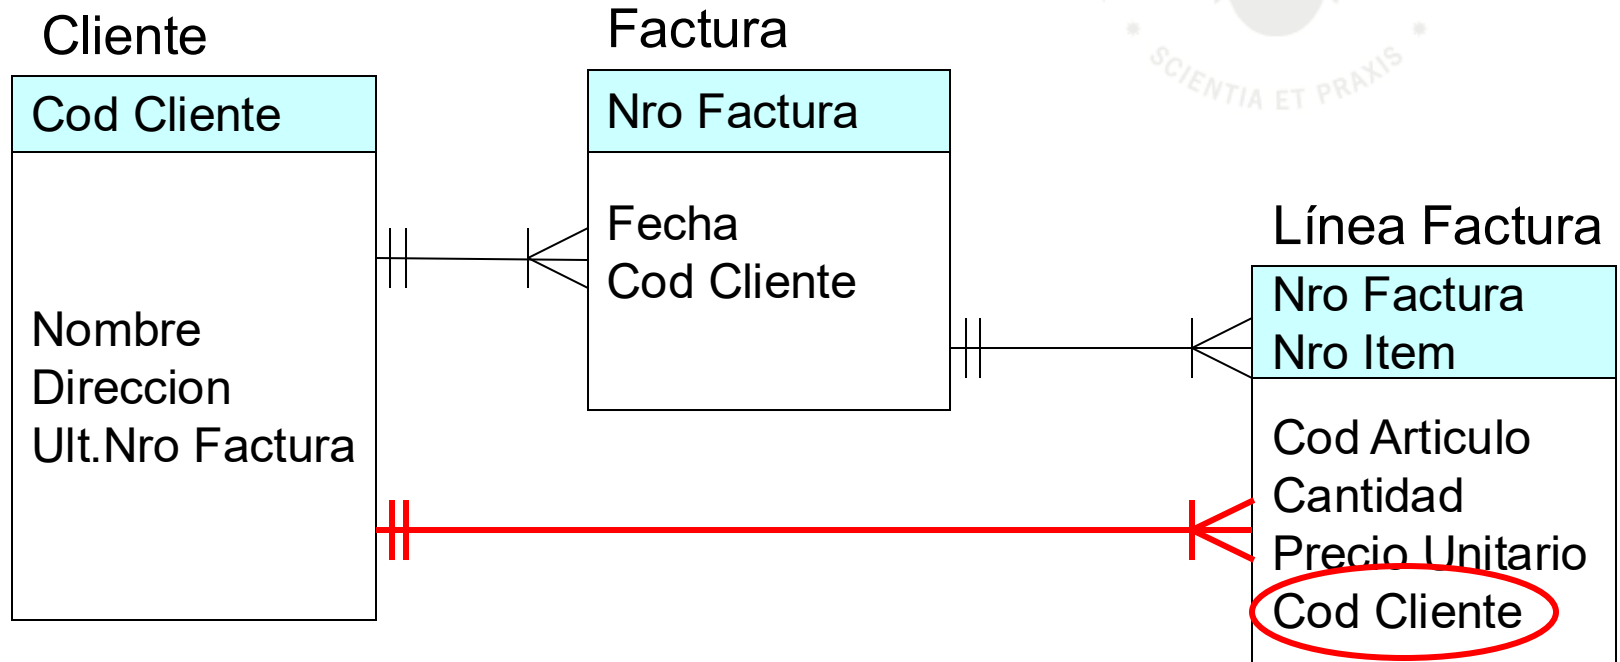 Cliente
Cod Cliente
Nombre
Direccion
Ult.Nro Factura
Factura
Nro Factura
Fecha
Cod Cliente
SCIENTIA ET PRAXIS
Línea Factura
Nro Factura
Nro Item
Cod Articulo
Cantidad
Precio Unitario
Cod Cliente